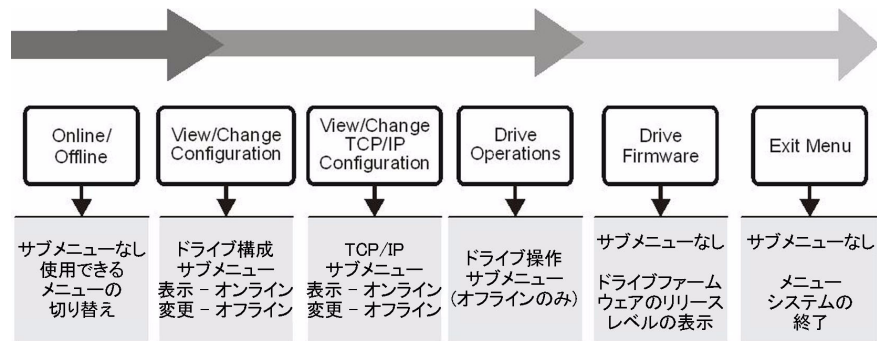 Online/
Offline
View/Change
Configuration
View/Change
TCP/IP
Configuration
Drive
Operations
Drive
Firmware
Exit Menu
サブメニューなし
使用できる
メニューの
切り替え
ドライブ構成
サブメニュー
表示 - オンライン
変更 - オフライン
TCP/IP
サブメニュー
表示 - オンライン
変更 - オフライン
ドライブ操作
サブメニュー
(オフラインのみ)
サブメニューなし
ドライブファーム
ウェアのリリース
レベルの表示
サブメニューなし
メニュー
システムの
終了